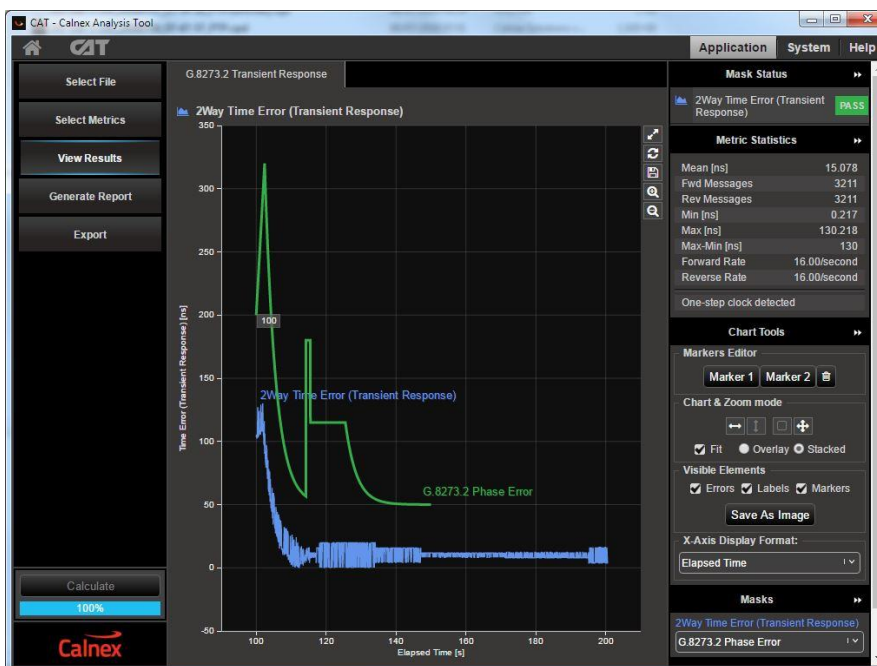 CAT - Calnex Analysis Tool
CAT
Application System Help
Select File
Select Metrics
View Results
Generate Report
Export
Calculate
100%
Calnex
G.8273.2 Transient Response
2Way Time Error (Transient Response)
Time Error (Transient Response) [ns]
350
300
250
200
150
100
50
0
-50
100
2Way Time Error (Transient Response)
G.8273.2 Phase Error
100 120 140 160 180 200
Elapsed Time [s]
Mask Status
2Way Time Error (Transient
Response)
PASS
Metric Statistics
Mean [ns] 15.078
Fwd Messages 3211
Rev Messages 3211
Min [ns] 0.217
Max [ns] 130.218
Max-Min [ns] 130
Forward Rate 16.00/second
Reverse Rate 16.00/second
One-step clock detected
Chart Tools
Markers Editor
Marker 1 Marker 2
Chart & Zoom mode
Fit Overlay Stacked
Visible Elements
Errors Labels Markers
Save As Image
X-Axis Display Format:
Elapsed Time
Masks
2Way Time Error (Transient Response)
G.8273.2 Phase Error